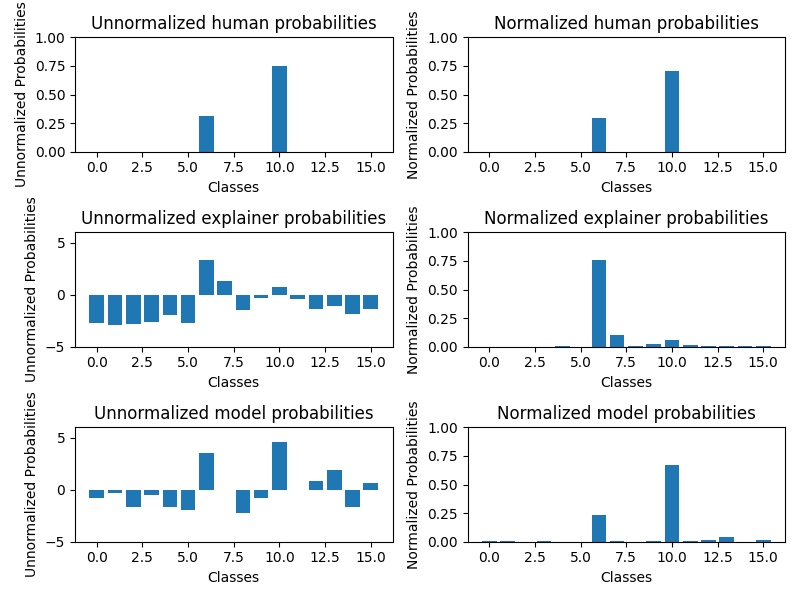 Unnormalized human probabilities
Unnormalized Probabilities
1.00
0.75
0.50
0.25
0.00
0.0 2.5 5.0 7.5 10.0 12.5 15.0
Classes
Normalized human probabilities
Normalized Probabilities
1.00
0.75
0.50
0.25
0.00
0.0 2.5 5.0 7.5 10.0 12.5 15.0
Classes
Unnormalized explainer probabilities
Unnormalized Probabilities
5
0
−5
0.0 2.5 5.0 7.5 10.0 12.5 15.0
Classes
Normalized explainer probabilities
Normalized Probabilities
1.00
0.75
0.50
0.25
0.00
0.0 2.5 5.0 7.5 10.0 12.5 15.0
Classes
Unnormalized model probabilities
Unnormalized Probabilities
5
0
−5
0.0 2.5 5.0 7.5 10.0 12.5 15.0
Classes
Normalized model probabilities
Normalized Probabilities
1.00
0.75
0.50
0.25
0.00
0.0 2.5 5.0 7.5 10.0 12.5 15.0
Classes